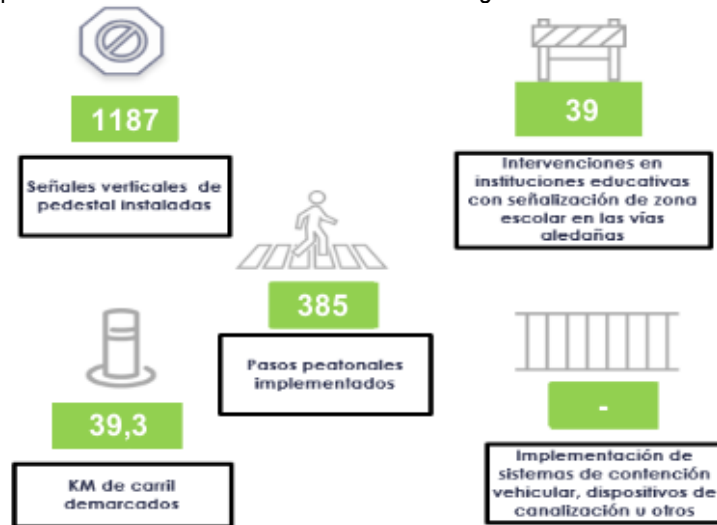 1187
Señales verticales de
pedestal instaladas
39
Intervenciones en
instituciones educativas
con señalización de zona
escolar en las vías
aledañas
385
Pasos peatonales
implementados
39,3
KM de carril
demarcados
-
Implementación de
sistemas de contención
vehicular, dispositivos de
canalización u otros